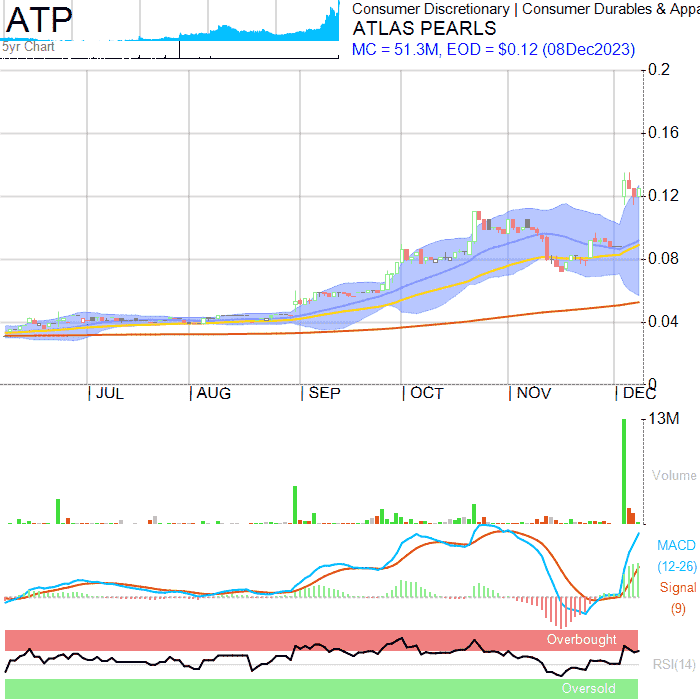 ATP
5yr Chart
Consumer Discretionary | Consumer Durables & Appa
ATLAS PEARLS
MC = 51.3M, EOD = $0.12 (08Dec2023)
0.2
0.16
0.12
0.08
0.04
0
JUL
AUG
SEP
OCT
NOV
DEC
13M
Volume
MACD
(12-26)
Signal
(9)
Overbought
RSI(14)
Oversold